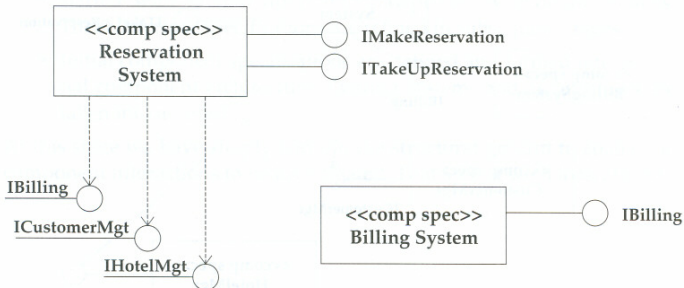 <<comp spec>>
Reservation
System
IMakeReservation
ITakeUpReservation
IBilling
ICustomerMgt
IHotelMgt
<<comp spec>>
Billing System
IBilling